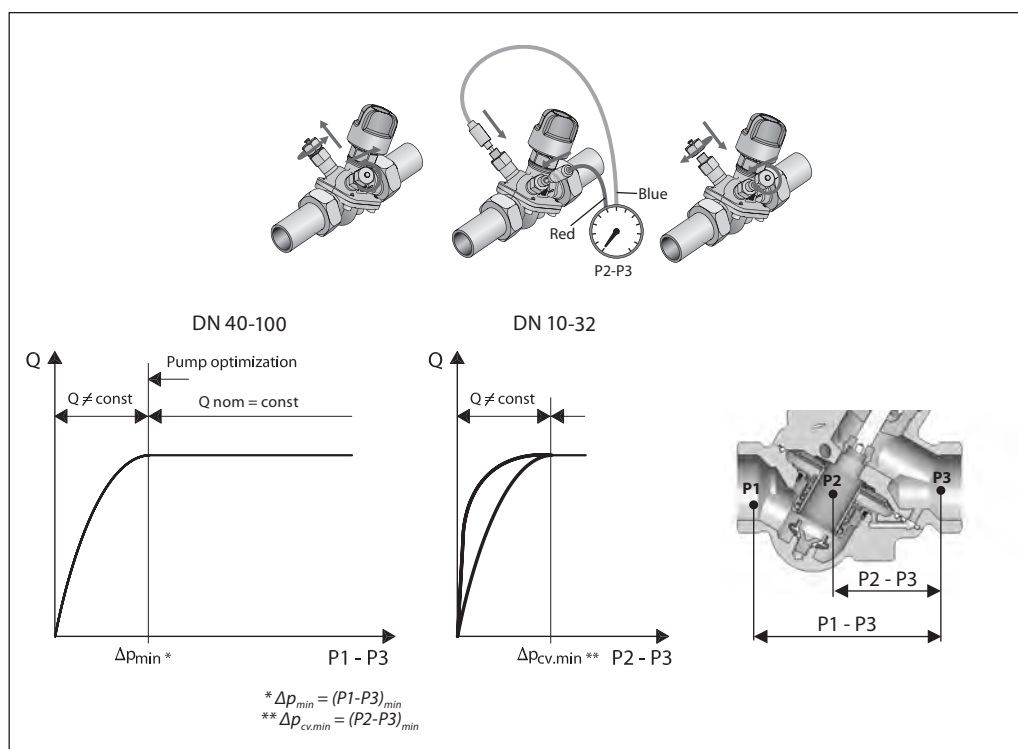 Blue
Red
P2-P3
DN 40-100
Q
Pump optimization
Q ≠ const
Q nom = const
Δpmin *
P1 - P3
DN 10-32
Q
Q ≠ const
Δpcv.min **
P2 - P3
P1
P2
P3
P2 - P3
P1 - P3
* Δpmin = (P1-P3)min
** Δpcv.min = (P2-P3)min